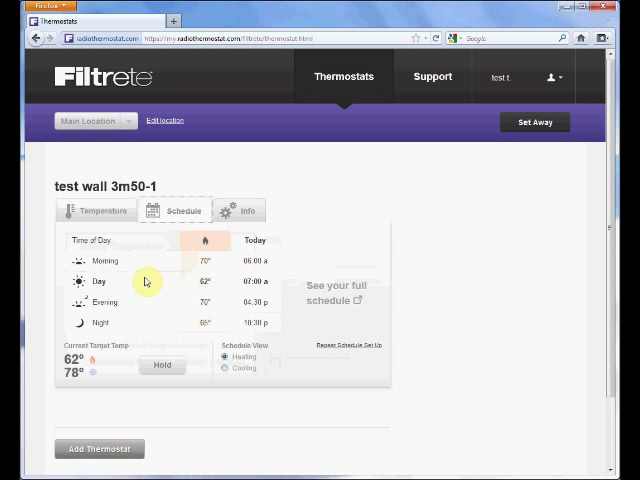 Firefox
Thermostats
radiothermostat.com https://my.radiothermostat.com/filtrete/thermostat.html Google
Filtrete Thermostats Support test t.
Main Location Edit location Set Away
test wall 3m50-1
Temperature Schedule Info
Time of Day Today
Morning 70° 06:00 a
Day 62° 07:00 a
Evening 70° 04:30 p
Night 65° 10:30 p
See your full
schedule
Current Target Temp Schedule View Repeat Schedule Set Up
62° Hold Heating
78° Cooling
Add Thermostat